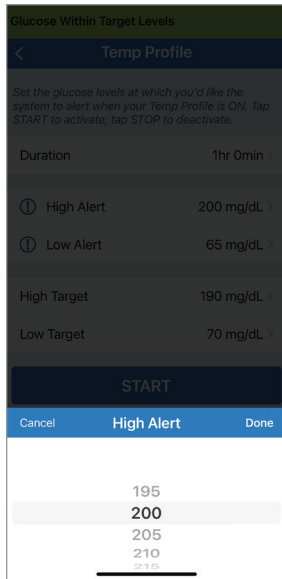 Glucose Within Target Levels
Temp Profile
Set the glucose levels at which you'd like the
system to alert when your Temp Profile is ON. Tap
START to activate; tap STOP to deactivate.
Duration 1hr 0min
High Alert 200 mg/dL
Low Alert 65 mg/dL
High Target 190 mg/dL
Low Target 70 mg/dL
START
Cancel High Alert Done
195
200
205
210
215